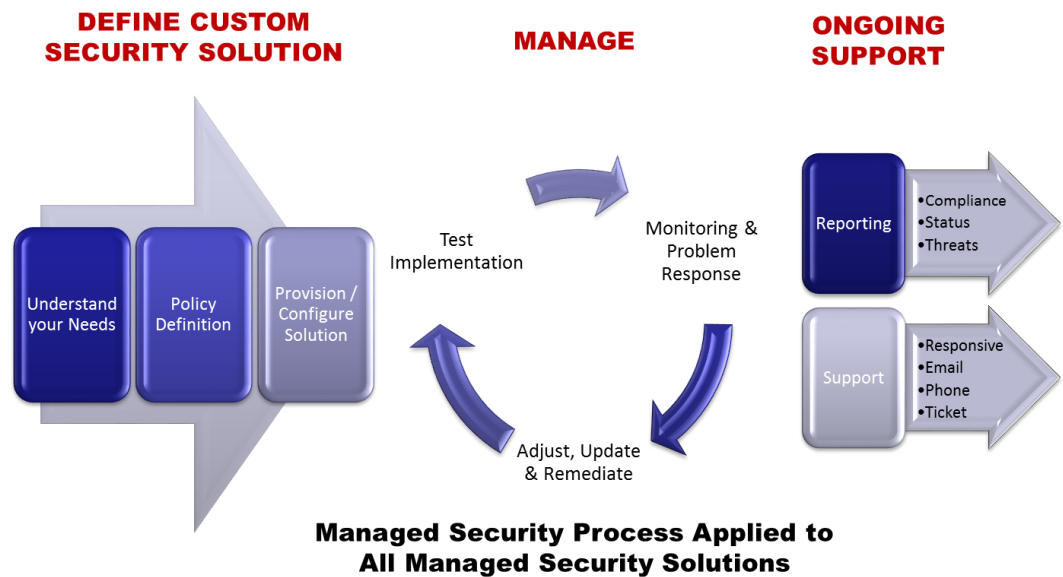 DEFINE CUSTOM
SECURITY SOLUTION
MANAGE
ONGOING
SUPPORT
Understand
your Needs
Policy
Definition
Provision /
Configure
Solution
Test
Implementation
Monitoring &
Problem
Response
Adjust, Update
& Remediate
Reporting
•Compliance
•Status
•Threats
Support
•Responsive
•Email
•Phone
•Ticket
Managed Security Process Applied to
All Managed Security Solutions